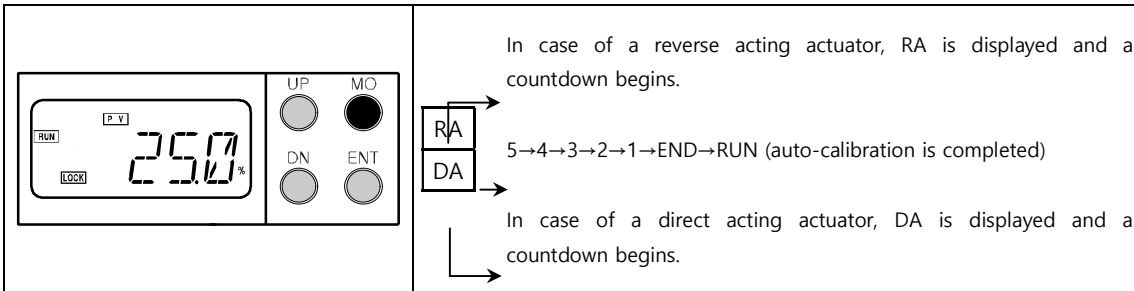 UP MO
P V
RUN
25.0 %
LOCK
DN ENT
RA
DA
In case of a reverse acting actuator, RA is displayed and a
countdown begins.
5→4→3→2→1→END→RUN (auto-calibration is completed)
In case of a direct acting actuator, DA is displayed and a
countdown begins.